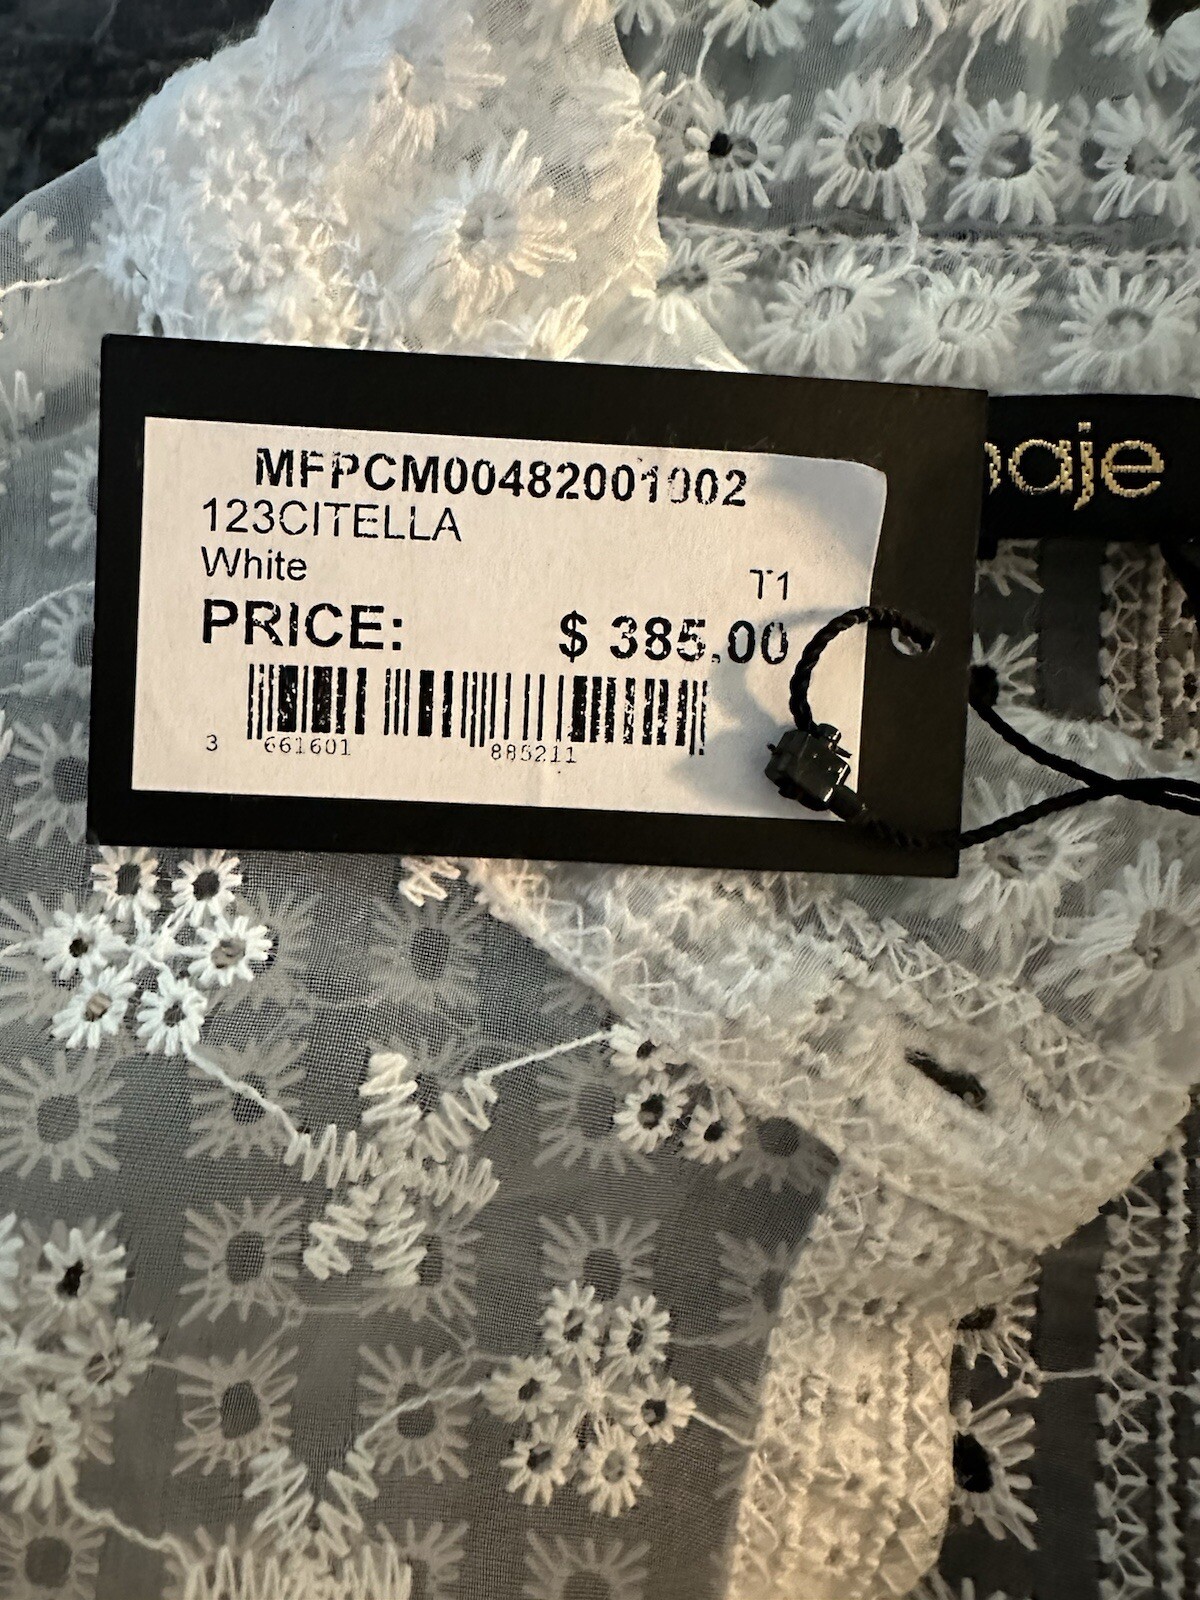 MFPCM00482001002
123CITELLA
White
T1
PRICE:
$ 385.00
3 661601 885211
aje